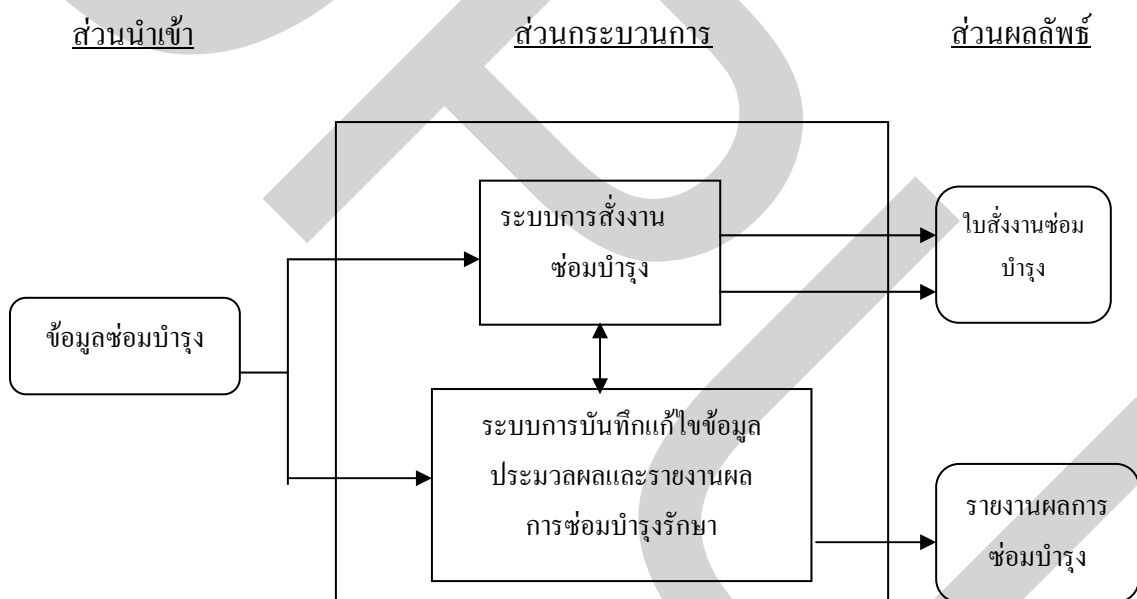 ส่วนนำเข้า
ส่วนกระบวนการ
ส่วนผลลัพธ์
ระบบการสั่งงาน
ซ่อมบำรุง
ใบสั่งงานซ่อม
บำรุง
ข้อมูลซ่อมบำรุง
ระบบการบันทึกแก้ไขข้อมูล
ประมวลผลและรายงานผล
การซ่อมบำรุงรักษา
รายงานผลการ
ซ่อมบำรุง